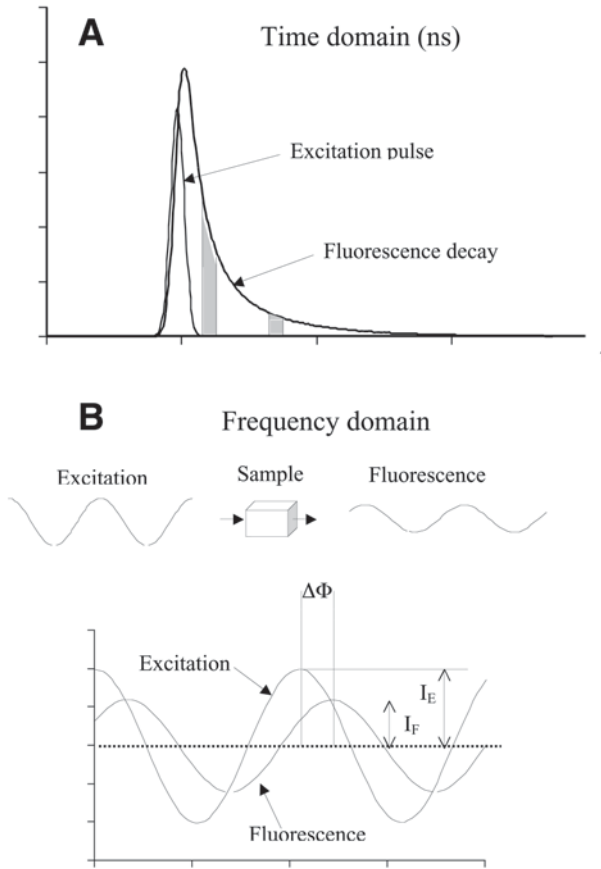 A
Time domain (ns)
Excitation pulse
Fluorescence decay
B
Frequency domain
Excitation
Sample
Fluorescence
ΔΦ
Excitation
I_E
I_F
Fluorescence